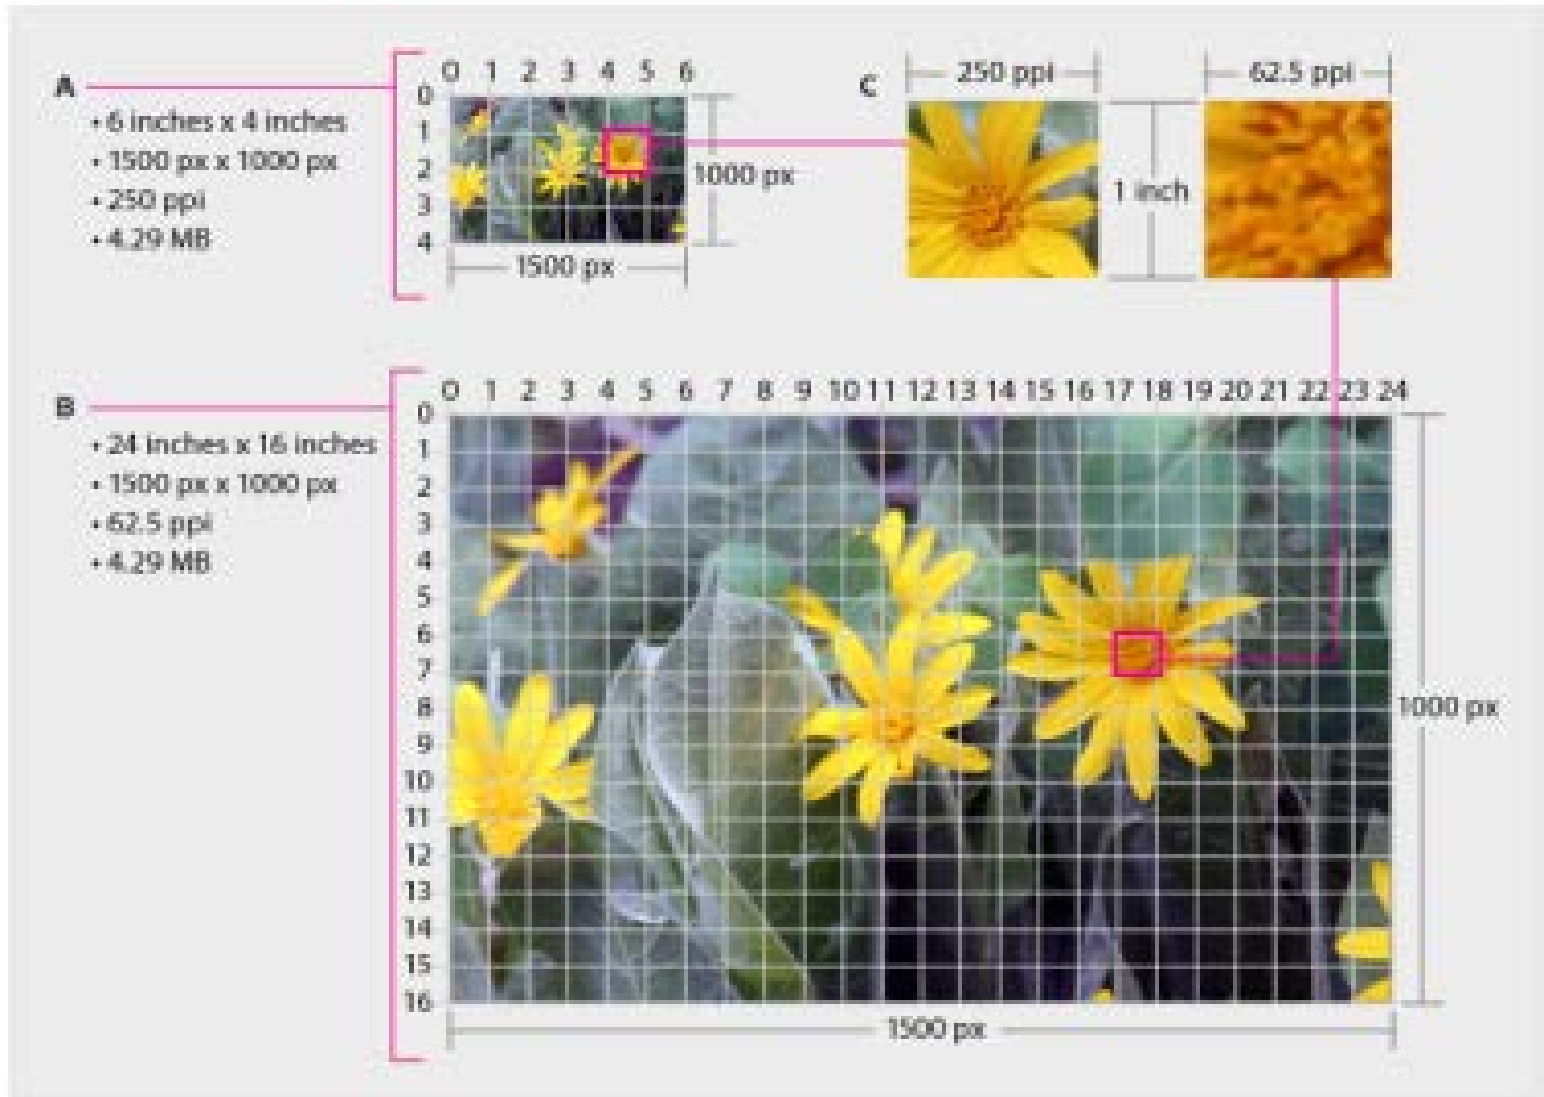 A
• 6 inches x 4 inches
• 1500 px x 1000 px
• 250 ppi
• 4.29 MB
0 1 2 3 4 5 6
0
1
2
3
4
1000 px
1500 px
C
250 ppi
62.5 ppi
1 inch
B
• 24 inches x 16 inches
• 1500 px x 1000 px
• 62.5 ppi
• 4.29 MB
0 1 2 3 4 5 6 7 8 9 10 11 12 13 14 15 16 17 18 19 20 21 22 23 24
0
1
2
3
4
5
6
7
8
9
10
11
12
13
14
15
16
1000 px
1500 px